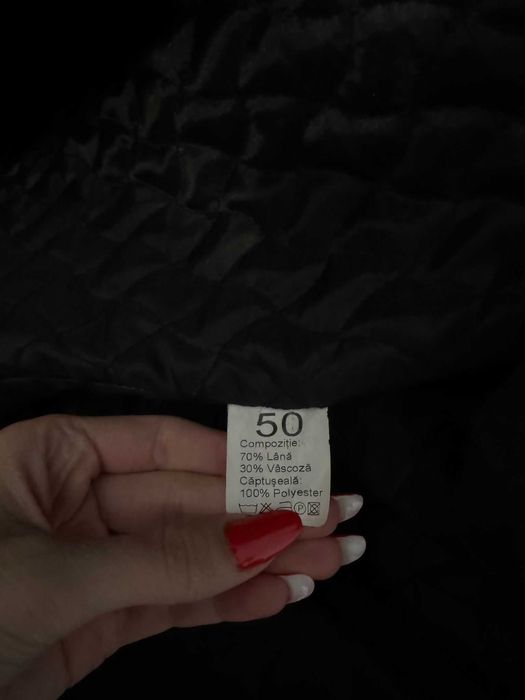 50
Compoziție:
70% Lână
30% Vâscoză
Căptușeală:
100% Polyester
P